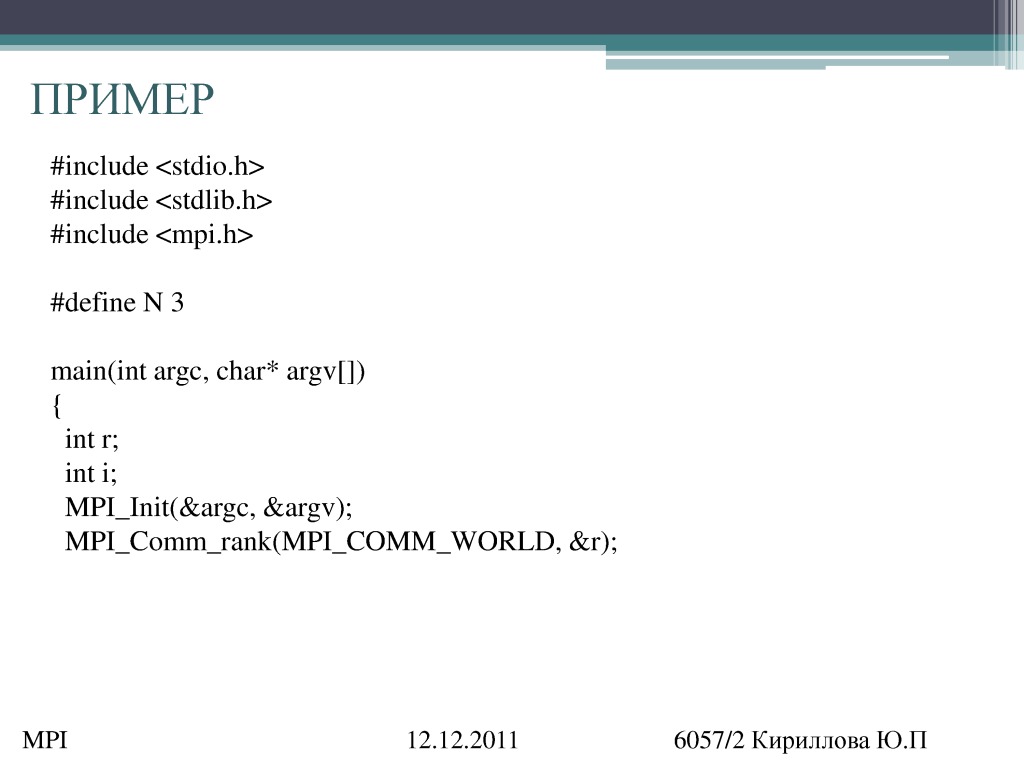 ПРИМЕР
#include <stdio.h>
#include <stdlib.h>
#include <mpi.h>
#define N 3
main(int argc, char* argv[])
{
int r;
int i;
MPI_Init(&argc, &argv);
MPI_Comm_rank(MPI_COMM_WORLD, &r);
MPI 12.12.2011 6057/2 Кириллова Ю.П